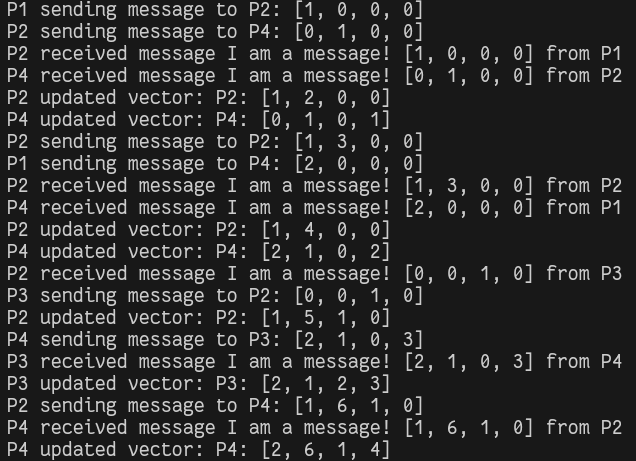 P1 sending message to P2: [1, 0, 0, 0]
P2 sending message to P4: [0, 1, 0, 0]
P2 received message I am a message! [1, 0, 0, 0] from P1
P4 received message I am a message! [0, 1, 0, 0] from P2
P2 updated vector: P2: [1, 2, 0, 0]
P4 updated vector: P4: [0, 1, 0, 1]
P2 sending message to P2: [1, 3, 0, 0]
P1 sending message to P4: [2, 0, 0, 0]
P2 received message I am a message! [1, 3, 0, 0] from P2
P4 received message I am a message! [2, 0, 0, 0] from P1
P2 updated vector: P2: [1, 4, 0, 0]
P4 updated vector: P4: [2, 1, 0, 2]
P2 received message I am a message! [0, 0, 1, 0] from P3
P3 sending message to P2: [0, 0, 1, 0]
P2 updated vector: P2: [1, 5, 1, 0]
P4 sending message to P3: [2, 1, 0, 3]
P3 received message I am a message! [2, 1, 0, 3] from P4
P3 updated vector: P3: [2, 1, 2, 3]
P2 sending message to P4: [1, 6, 1, 0]
P4 received message I am a message! [1, 6, 1, 0] from P2
P4 updated vector: P4: [2, 6, 1, 4]